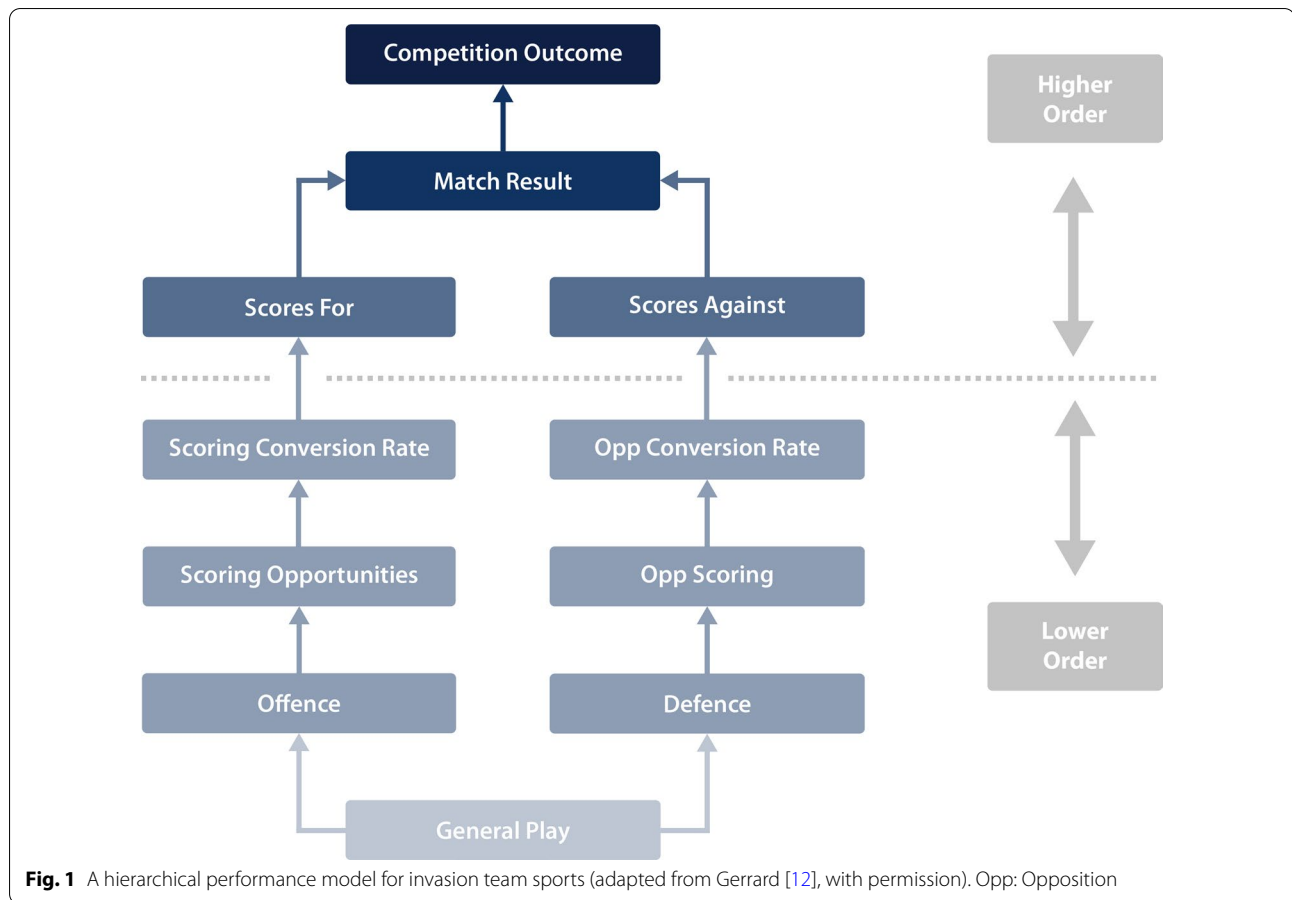 Competition Outcome
Higher
Order
Match Result
Scores For
Scores Against
Scoring Conversion Rate
Opp Conversion Rate
Scoring Opportunities
Opp Scoring
Lower
Order
Offence
Defence
General Play
Fig. 1 A hierarchical performance model for invasion team sports (adapted from Gerrard [12], with permission). Opp: Opposition